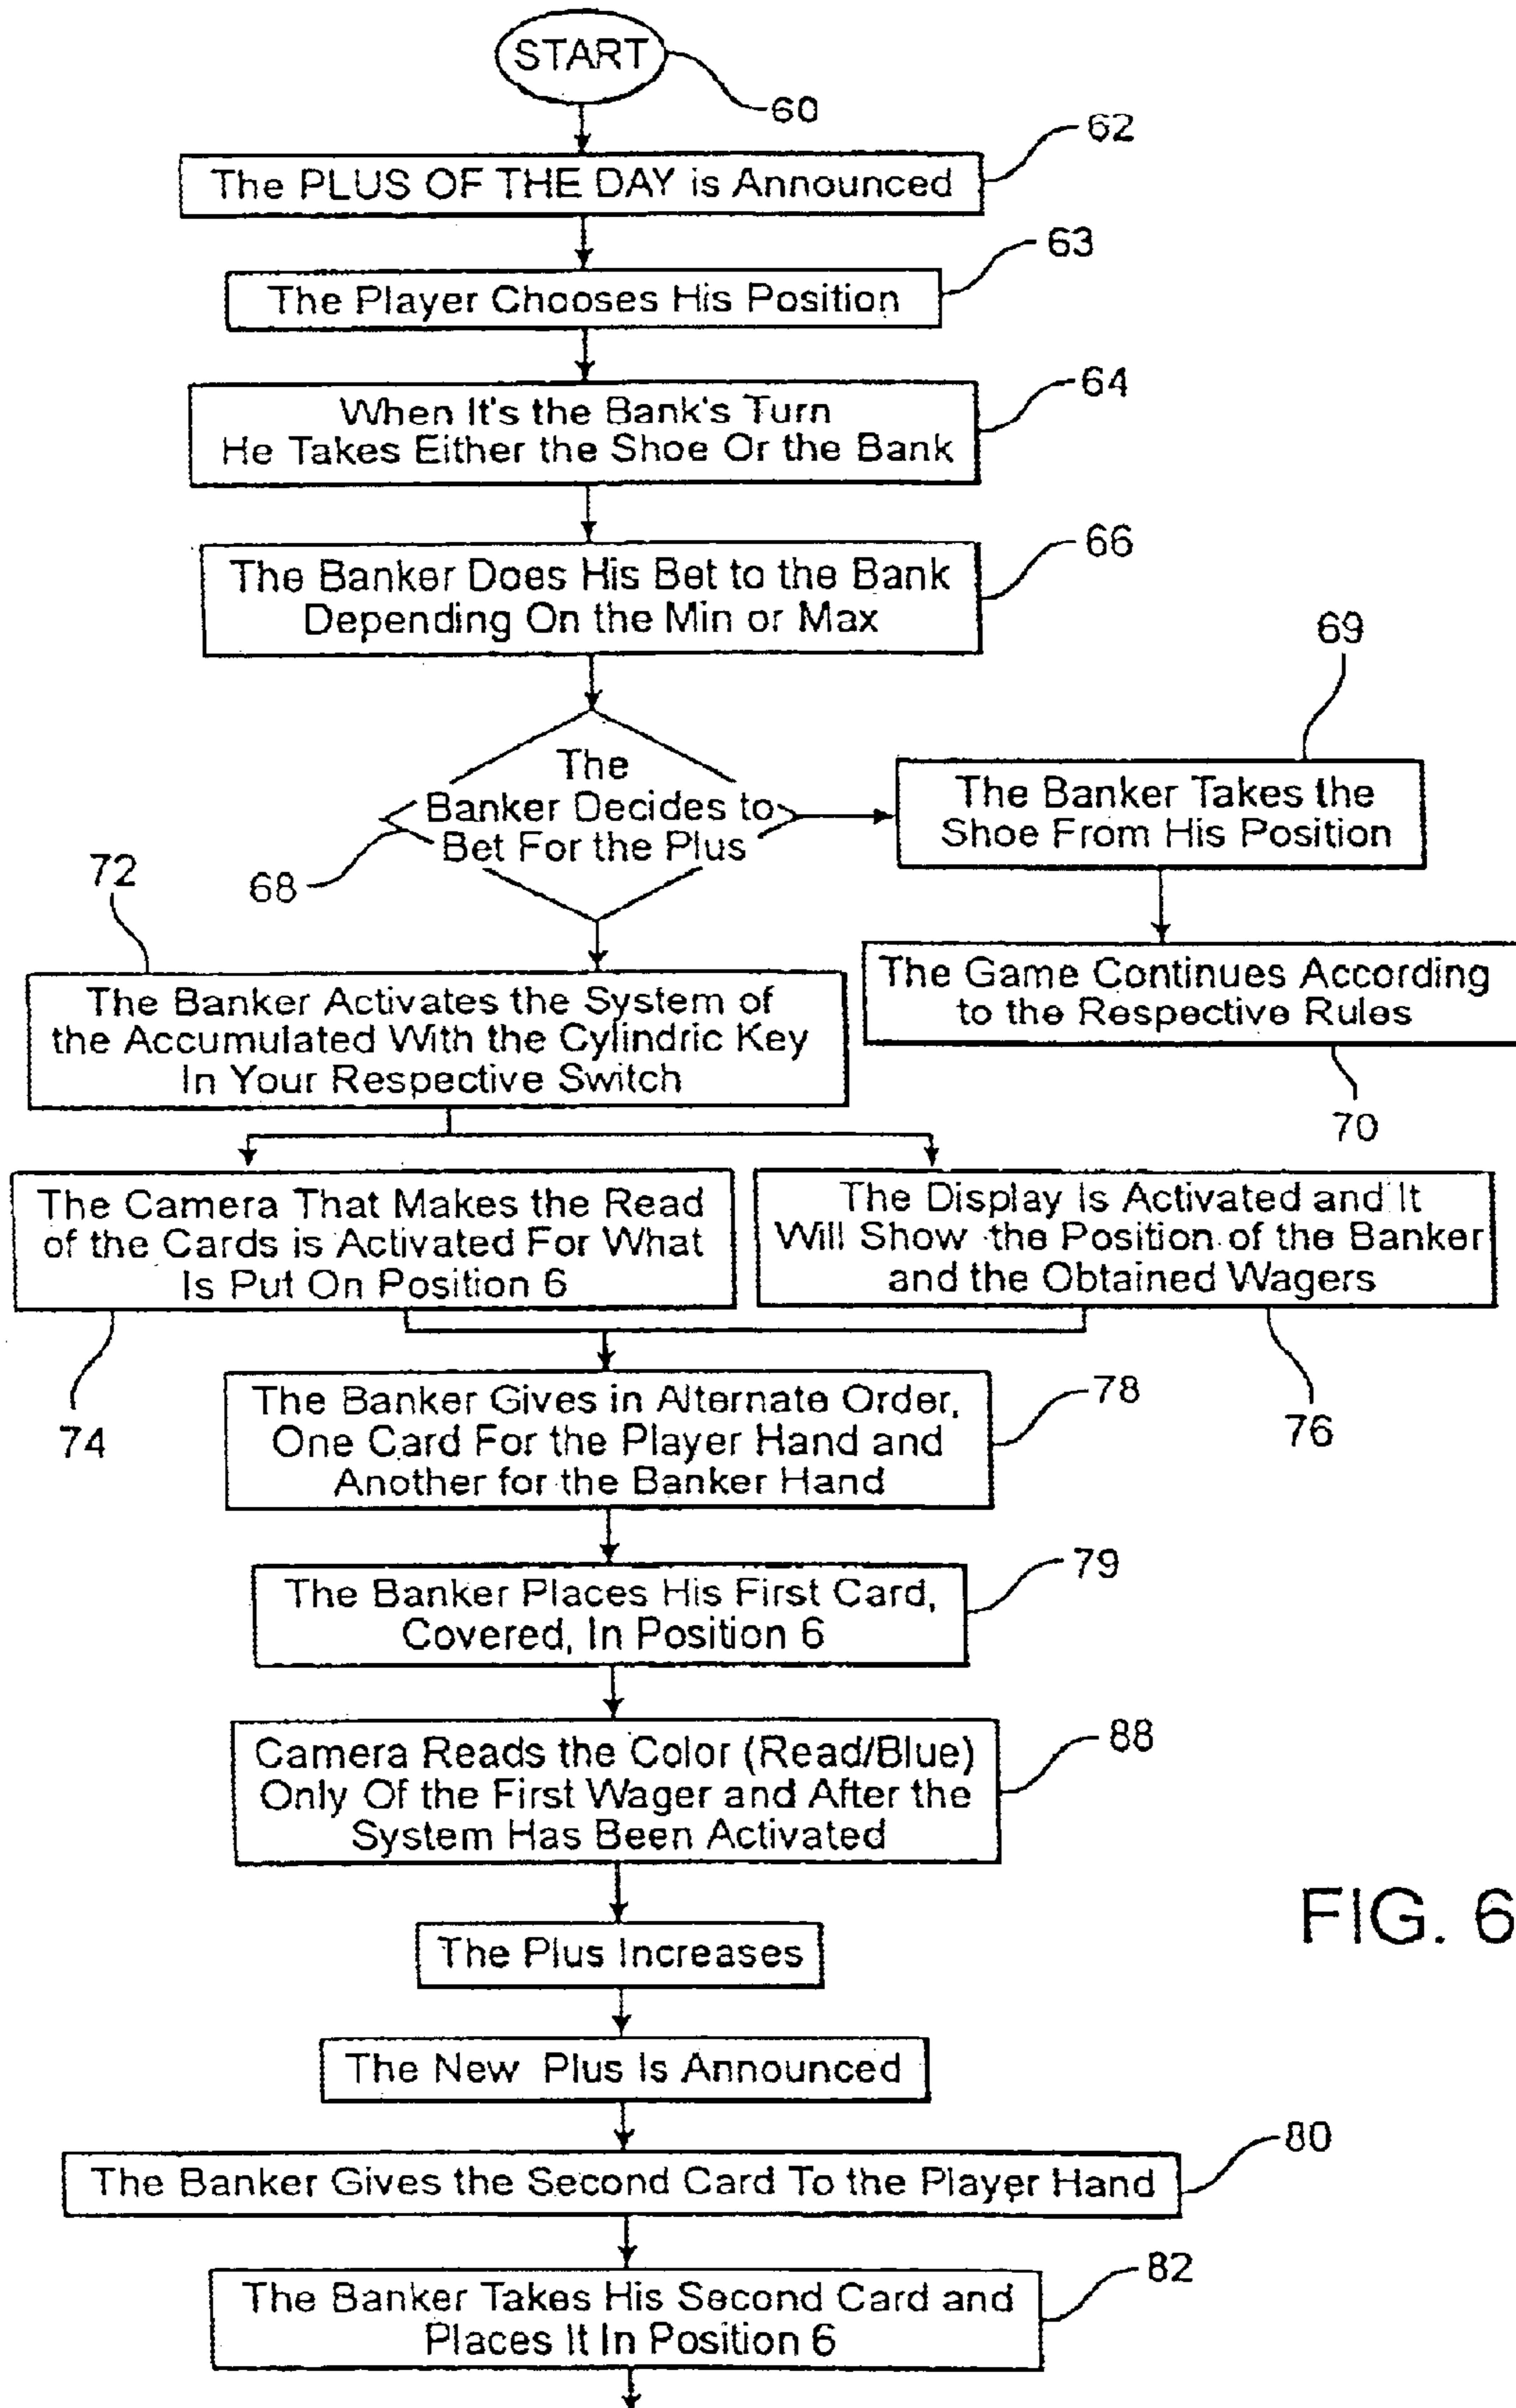 START
60
The PLUS OF THE DAY is Announced
62
The Player Chooses His Position
63
When It's the Bank's Turn
He Takes Either the Shoe Or the Bank
64
The Banker Does His Bet to the Bank
Depending On the Min or Max
66
The
Banker Decides to
Bet For the Plus
68
The Banker Takes the
Shoe From His Position
69
The Game Continues According
to the Respective Rules
70
72
The Banker Activates the System of
the Accumulated With the Cylindric Key
In Your Respective Switch
The Camera That Makes the Read
of the Cards is Activated For What
Is Put On Position 6
74
The Display Is Activated and It
Will Show the Position of the Banker
and the Obtained Wagers
76
The Banker Gives in Alternate Order,
One Card For the Player Hand and
Another for the Banker Hand
78
The Banker Places His First Card,
Covered, In Position 6
79
Camera Reads the Color (Read/Blue)
Only Of the First Wager and After the
System Has Been Activated
88
The Plus Increases
FIG. 6
The New Plus Is Announced
The Banker Gives the Second Card To the Player Hand
80
The Banker Takes His Second Card and
Places It In Position 6
82